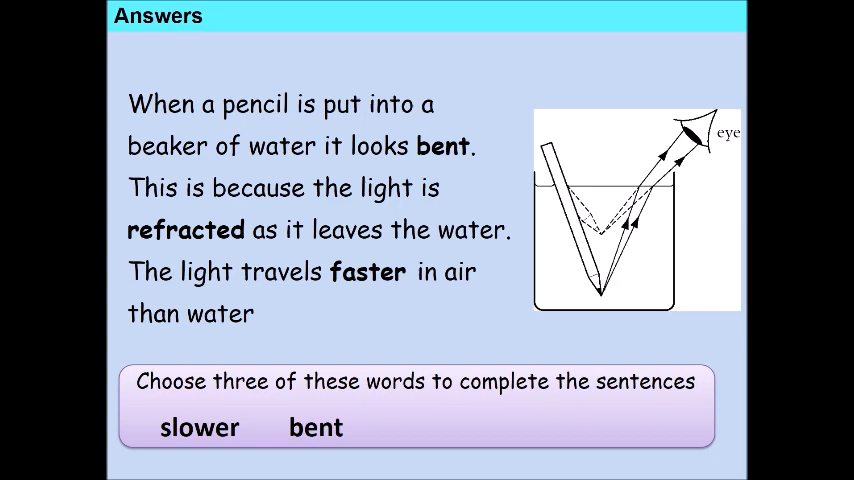 Answers
When a pencil is put into a
beaker of water it looks bent.
This is because the light is
refracted as it leaves the water.
The light travels faster in air
than water
eye
Choose three of these words to complete the sentences
slower bent